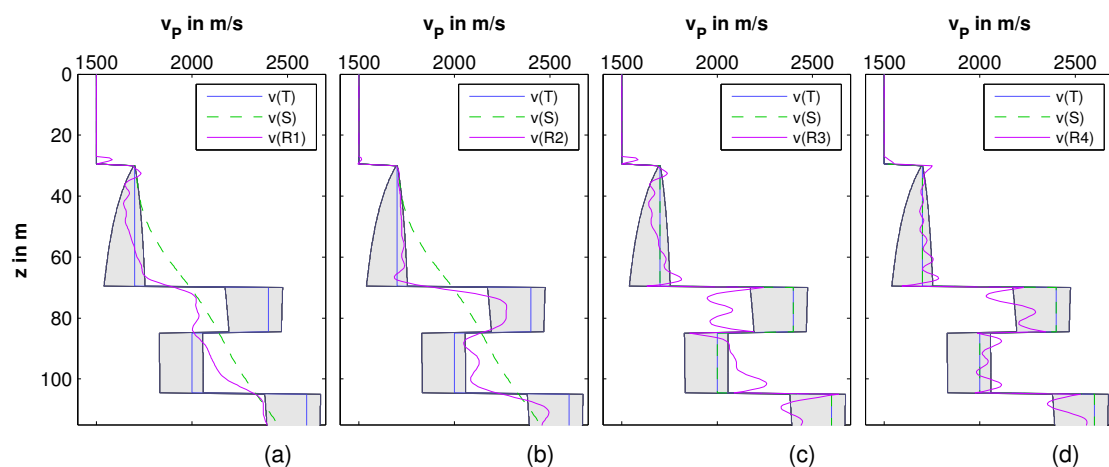 v_P in m/s v_P in m/s v_P in m/s v_P in m/s
1500 2000 2500 1500 2000 2500 1500 2000 2500 1500 2000 2500
0
20
40
60
80
100
z in m
v(T)
v(S)
v(R1)
v(T)
v(S)
v(R2)
v(T)
v(S)
v(R3)
v(T)
v(S)
v(R4)
(a) (b) (c) (d)